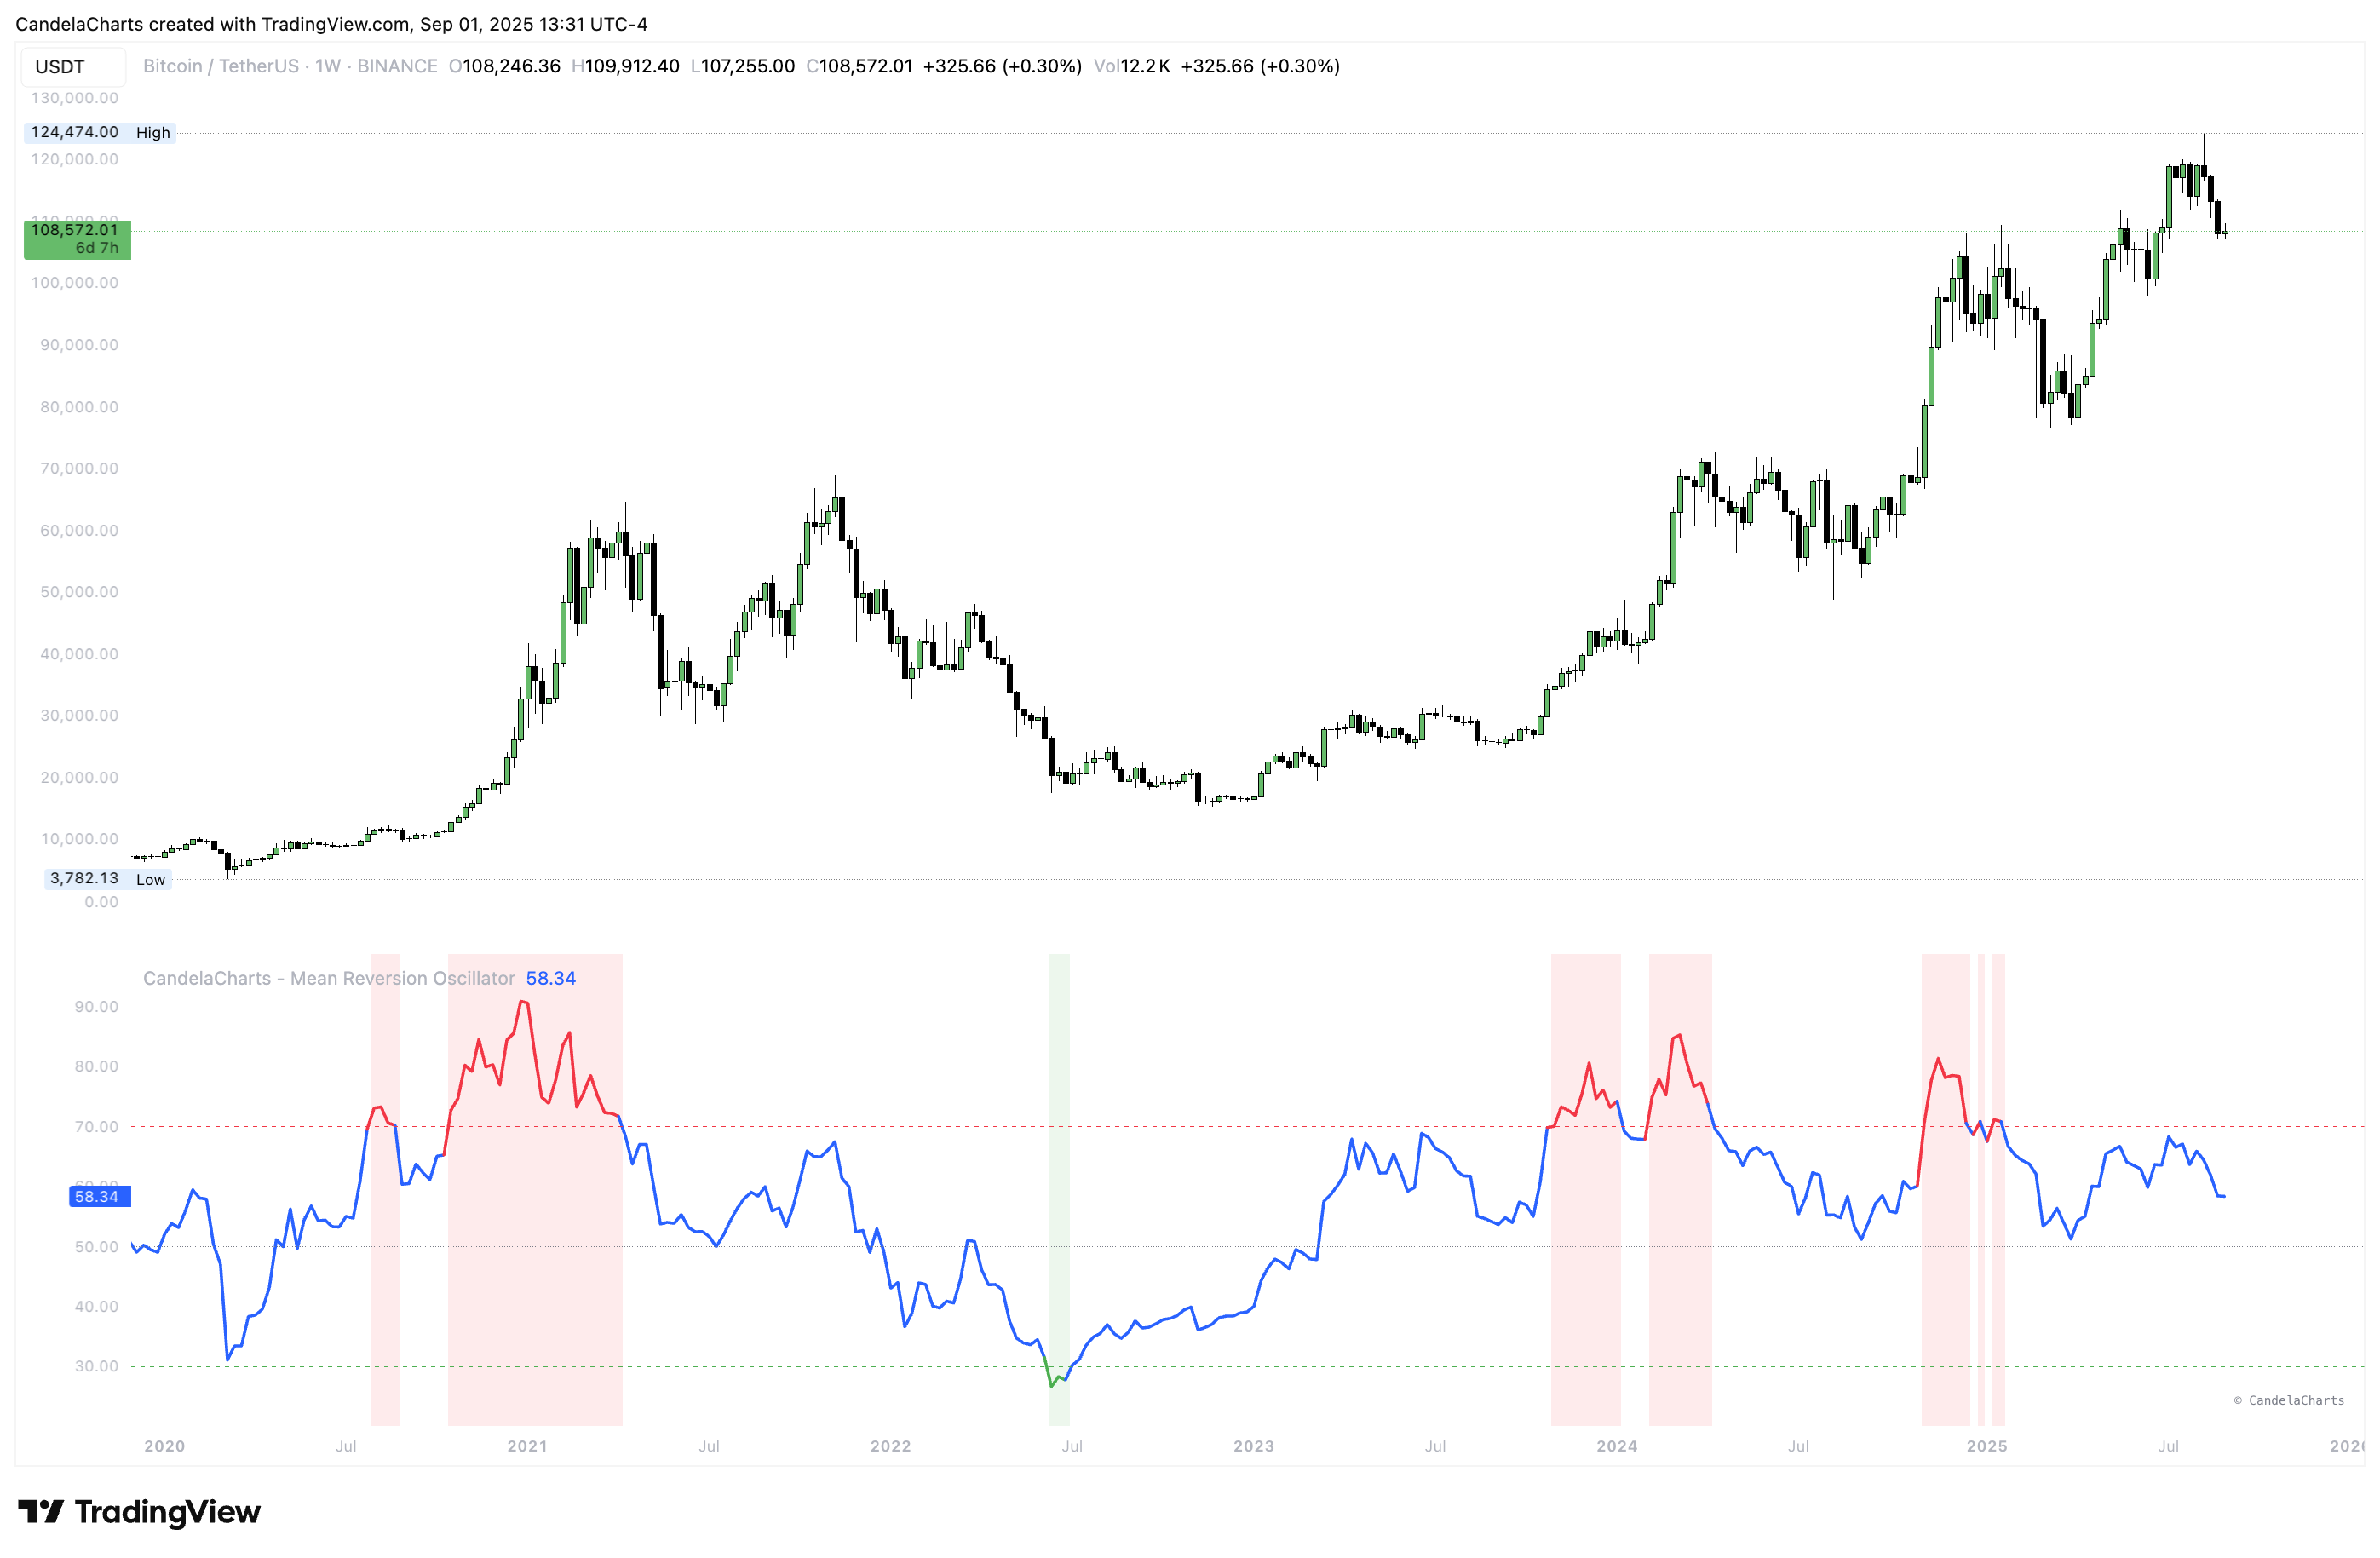 CandelaCharts created with TradingView.com, Sep 01, 2025 13:31 UTC-4
USDT
Bitcoin / TetherUS · 1W · BINANCE O108,246.36 H109,912.40 L107,255.00 C108,572.01 +325.66 (+0.30%) Vol12.2 K +325.66 (+0.30%)
130,000.00
124,474.00 High
120,000.00
110,000.00
108,572.01
6d 7h
100,000.00
90,000.00
80,000.00
70,000.00
60,000.00
50,000.00
40,000.00
30,000.00
20,000.00
10,000.00
3,782.13 Low
0.00
CandelaCharts - Mean Reversion Oscillator 58.34
90.00
80.00
70.00
60.00
58.34
50.00
40.00
30.00
© CandelaCharts
2020 Jul 2021 Jul 2022 Jul 2023 Jul 2024 Jul 2025 Jul 2026
TradingView